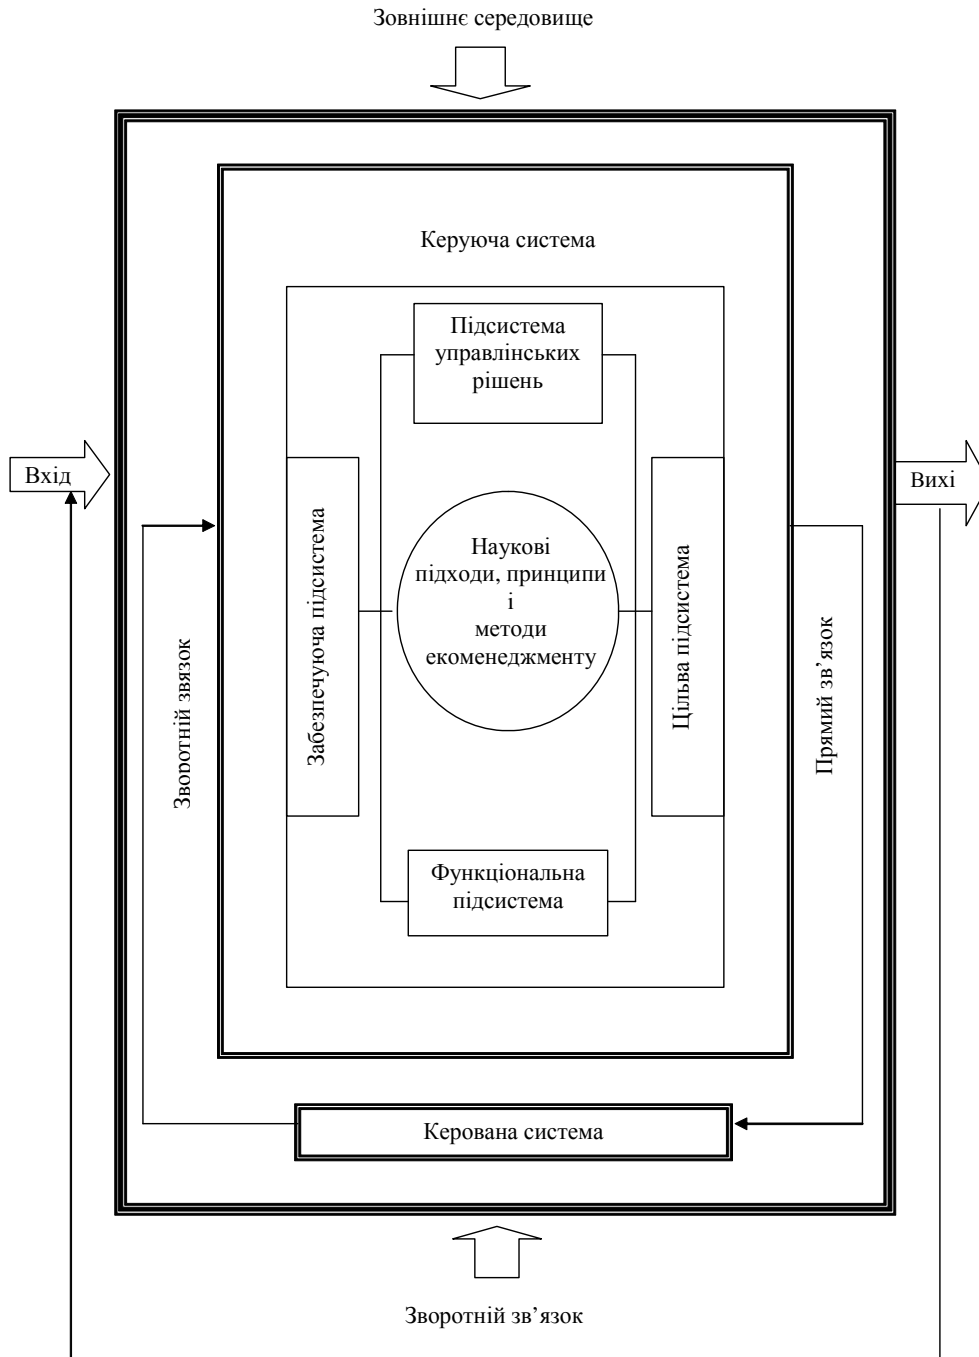 Зовнішнє середовище
Керуюча система
Підсистема
управлінських
рішень
Вхід
Вихі
Забезпечуюча підсистема
Наукові
підходи, принципи
і
методи
екоменеджменту
Цільва підсистема
Зворотній звязок
Прямий зв’язок
Функціональна
підсистема
Керована система
Зворотній зв’язок